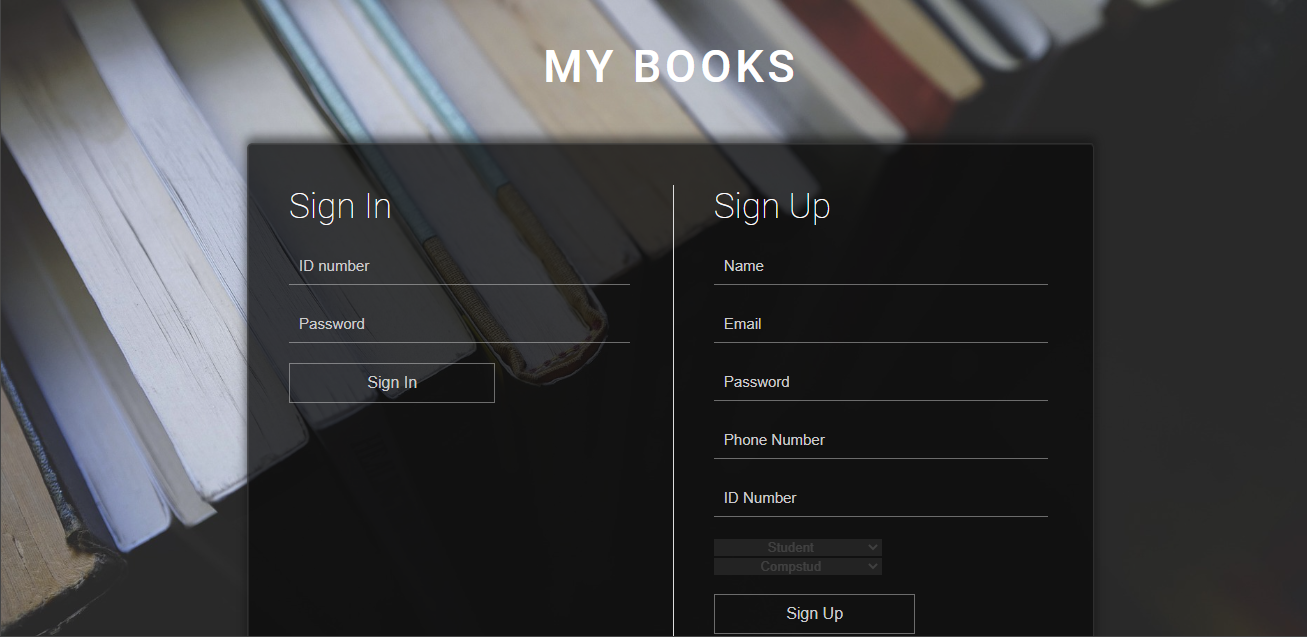 MY BOOKS
Sign In
ID number
Password
Sign In
Sign Up
Name
Email
Password
Phone Number
ID Number
Student
Compstud
Sign Up